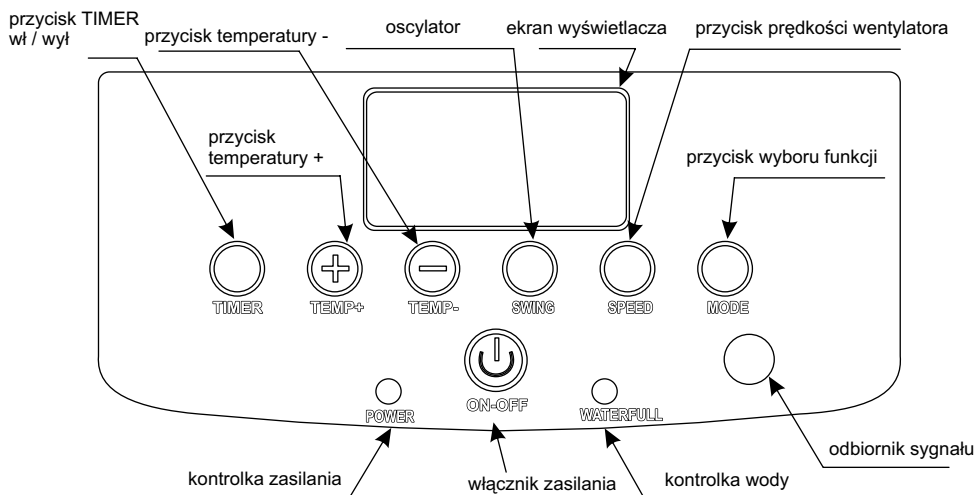 przycisk TIMER
wł / wył
przycisk temperatury -
oscylator
ekran wyświetlacza
przycisk prędkości wentylatora
przycisk
temperatury +
przycisk wyboru funkcji
TIMER
TEMP+
TEMP-
SWING
SPEED
MODE
POWER
ON-OFF
WATERFULL
odbiornik sygnału
kontrolka zasilania
włącznik zasilania
kontrolka wody